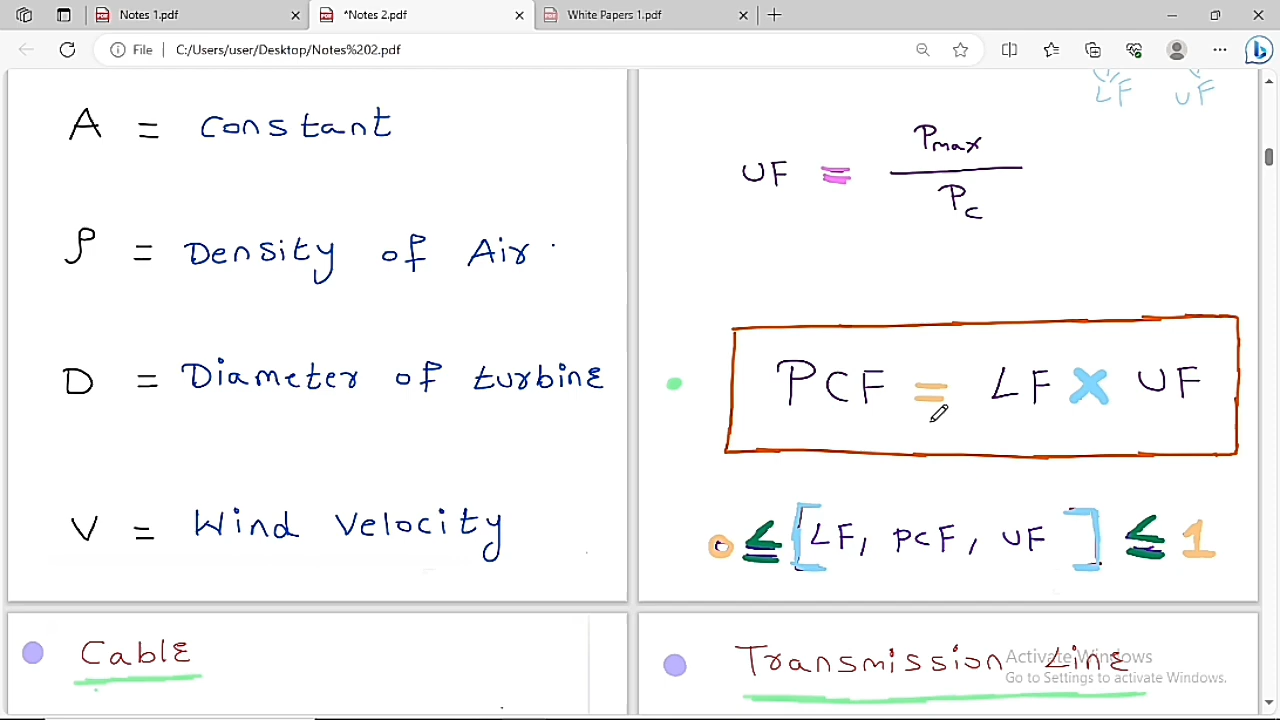 Notes 1.pdf
*Notes 2.pdf
White Papers 1.pdf
File
C:/Users/user/Desktop/Notes%202.pdf
A = Constant
ρ = Density of Air
D = Diameter of turbine
V = Wind Velocity
LF UF
UF = Pmax / Pc
PCF = LF × UF
0 ≤ [LF, PCF, UF] ≤ 1
Cable
Transmission Line
Activate Windows
Go to Settings to activate Windows.